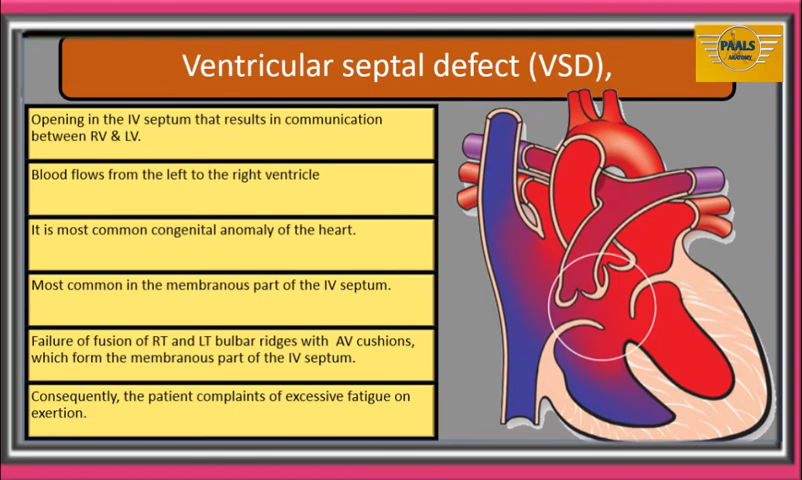 Ventricular septal defect (VSD),
PAALS
ANATOMY
Opening in the IV septum that results in communication
between RV & LV.
Blood flows from the left to the right ventricle
It is most common congenital anomaly of the heart.
Most common in the membranous part of the IV septum.
Failure of fusion of RT and LT bulbar ridges with AV cushions,
which form the membranous part of the IV septum.
Consequently, the patient complaints of excessive fatigue on
exertion.